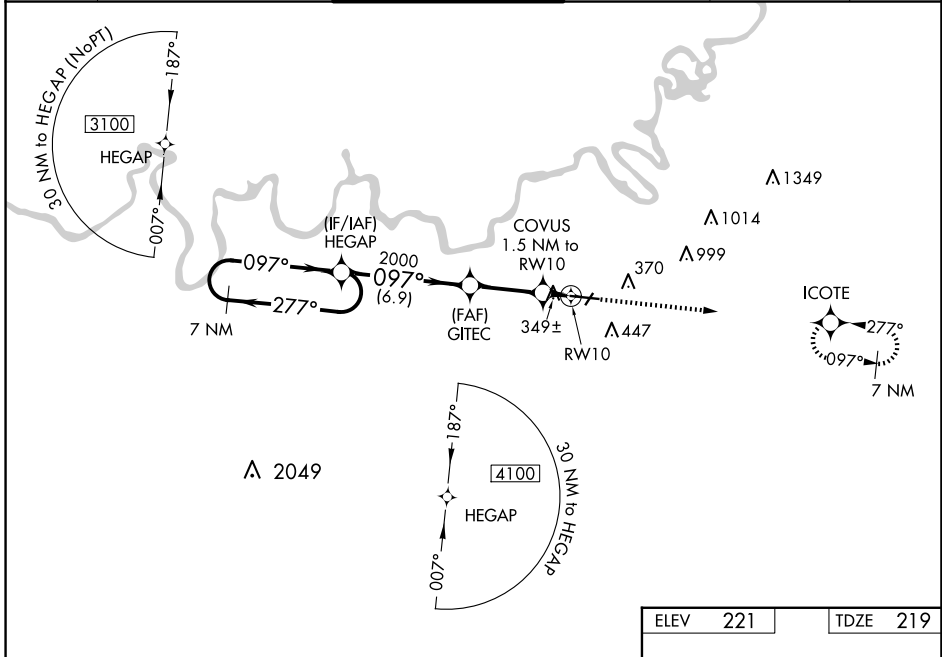 30 NM to HEGAP (NoPT)
187°
3100
HEGAP
007°
1349
1014
999
370
(IF/IAF)
HEGAP
COVUS
1.5 NM to
RW10
2000
097°
097°
(6.9)
277°
7 NM
(FAF)
GITEC
349±
447
RW10
ICOTE
277°
097°
7 NM
187°
2049
4100
30 NM to HEGAP
HEGAP
007°
ELEV 221
TDZE 219